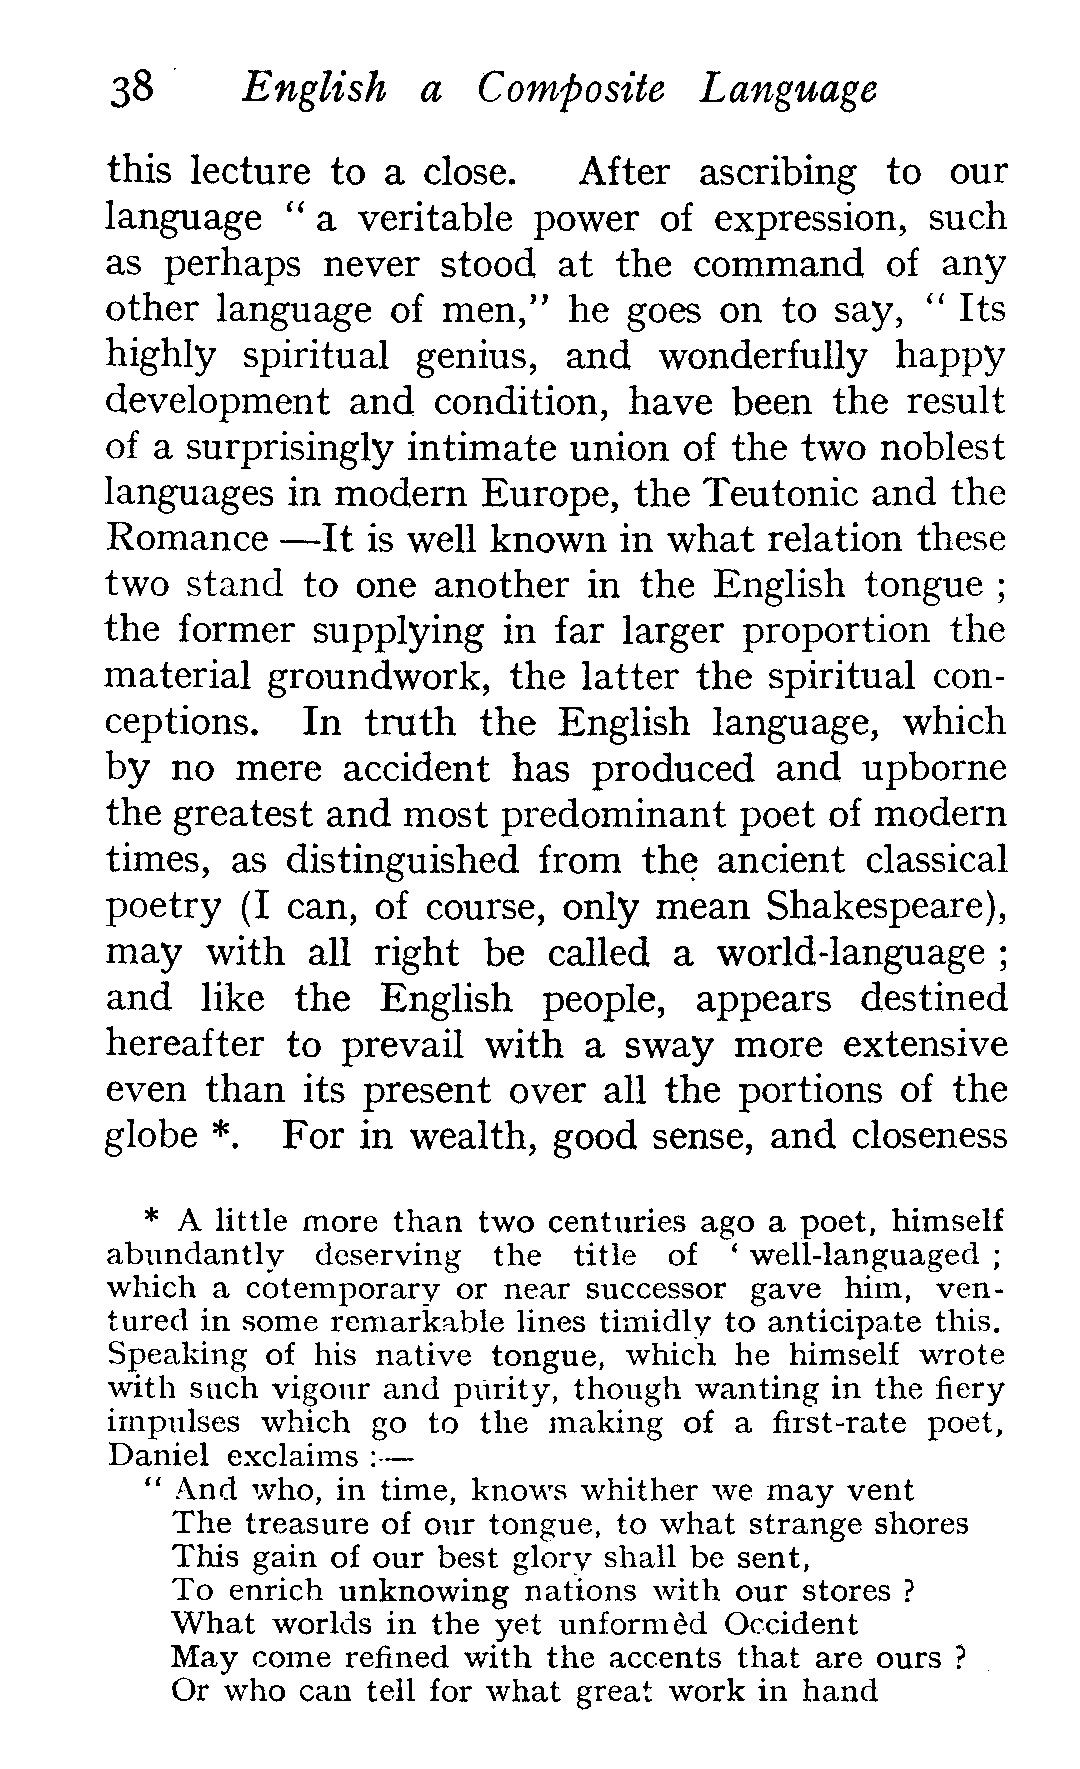 38 English a Composite Language
this lecture to a close. After ascribing to our
language “ a veritable power of expression, such
as perhaps never stood at the command of any
other language of men,” he goes on to say, “ Its
highly spiritual genius, and wonderfully happy
development and condition, have been the result
of a surprisingly intimate union of the two noblest
languages in modern Europe, the Teutonic and the
Romance —It is well known in what relation these
two stand to one another in the English tongue ;
the former supplying in far larger proportion the
material groundwork, the latter the spiritual con-
ceptions. In truth the English language, which
by no mere accident has produced and upborne
the greatest and most predominant poet of modern
times, as distinguished from the ancient classical
poetry (I can, of course, only mean Shakespeare),
may with all right be called a world-language ;
and like the English people, appears destined
hereafter to prevail with a sway more extensive
even than its present over all the portions of the
globe *. For in wealth, good sense, and closeness
* A little more than two centuries ago a poet, himself
abundantly deserving the title of ‘ well-languaged ;
which a cotemporary or near successor gave him, ven-
tured in some remarkable lines timidly to anticipate this.
Speaking of his native tongue, which he himself wrote
with such vigour and purity, though wanting in the fiery
impulses which go to the making of a first-rate poet,
Daniel exclaims :—
“ And who, in time, knows whither we may vent
The treasure of our tongue, to what strange shores
This gain of our best glory shall be sent,
To enrich unknowing nations with our stores ?
What worlds in the yet unformèd Occident
May come refined with the accents that are ours ?
Or who can tell for what great work in hand